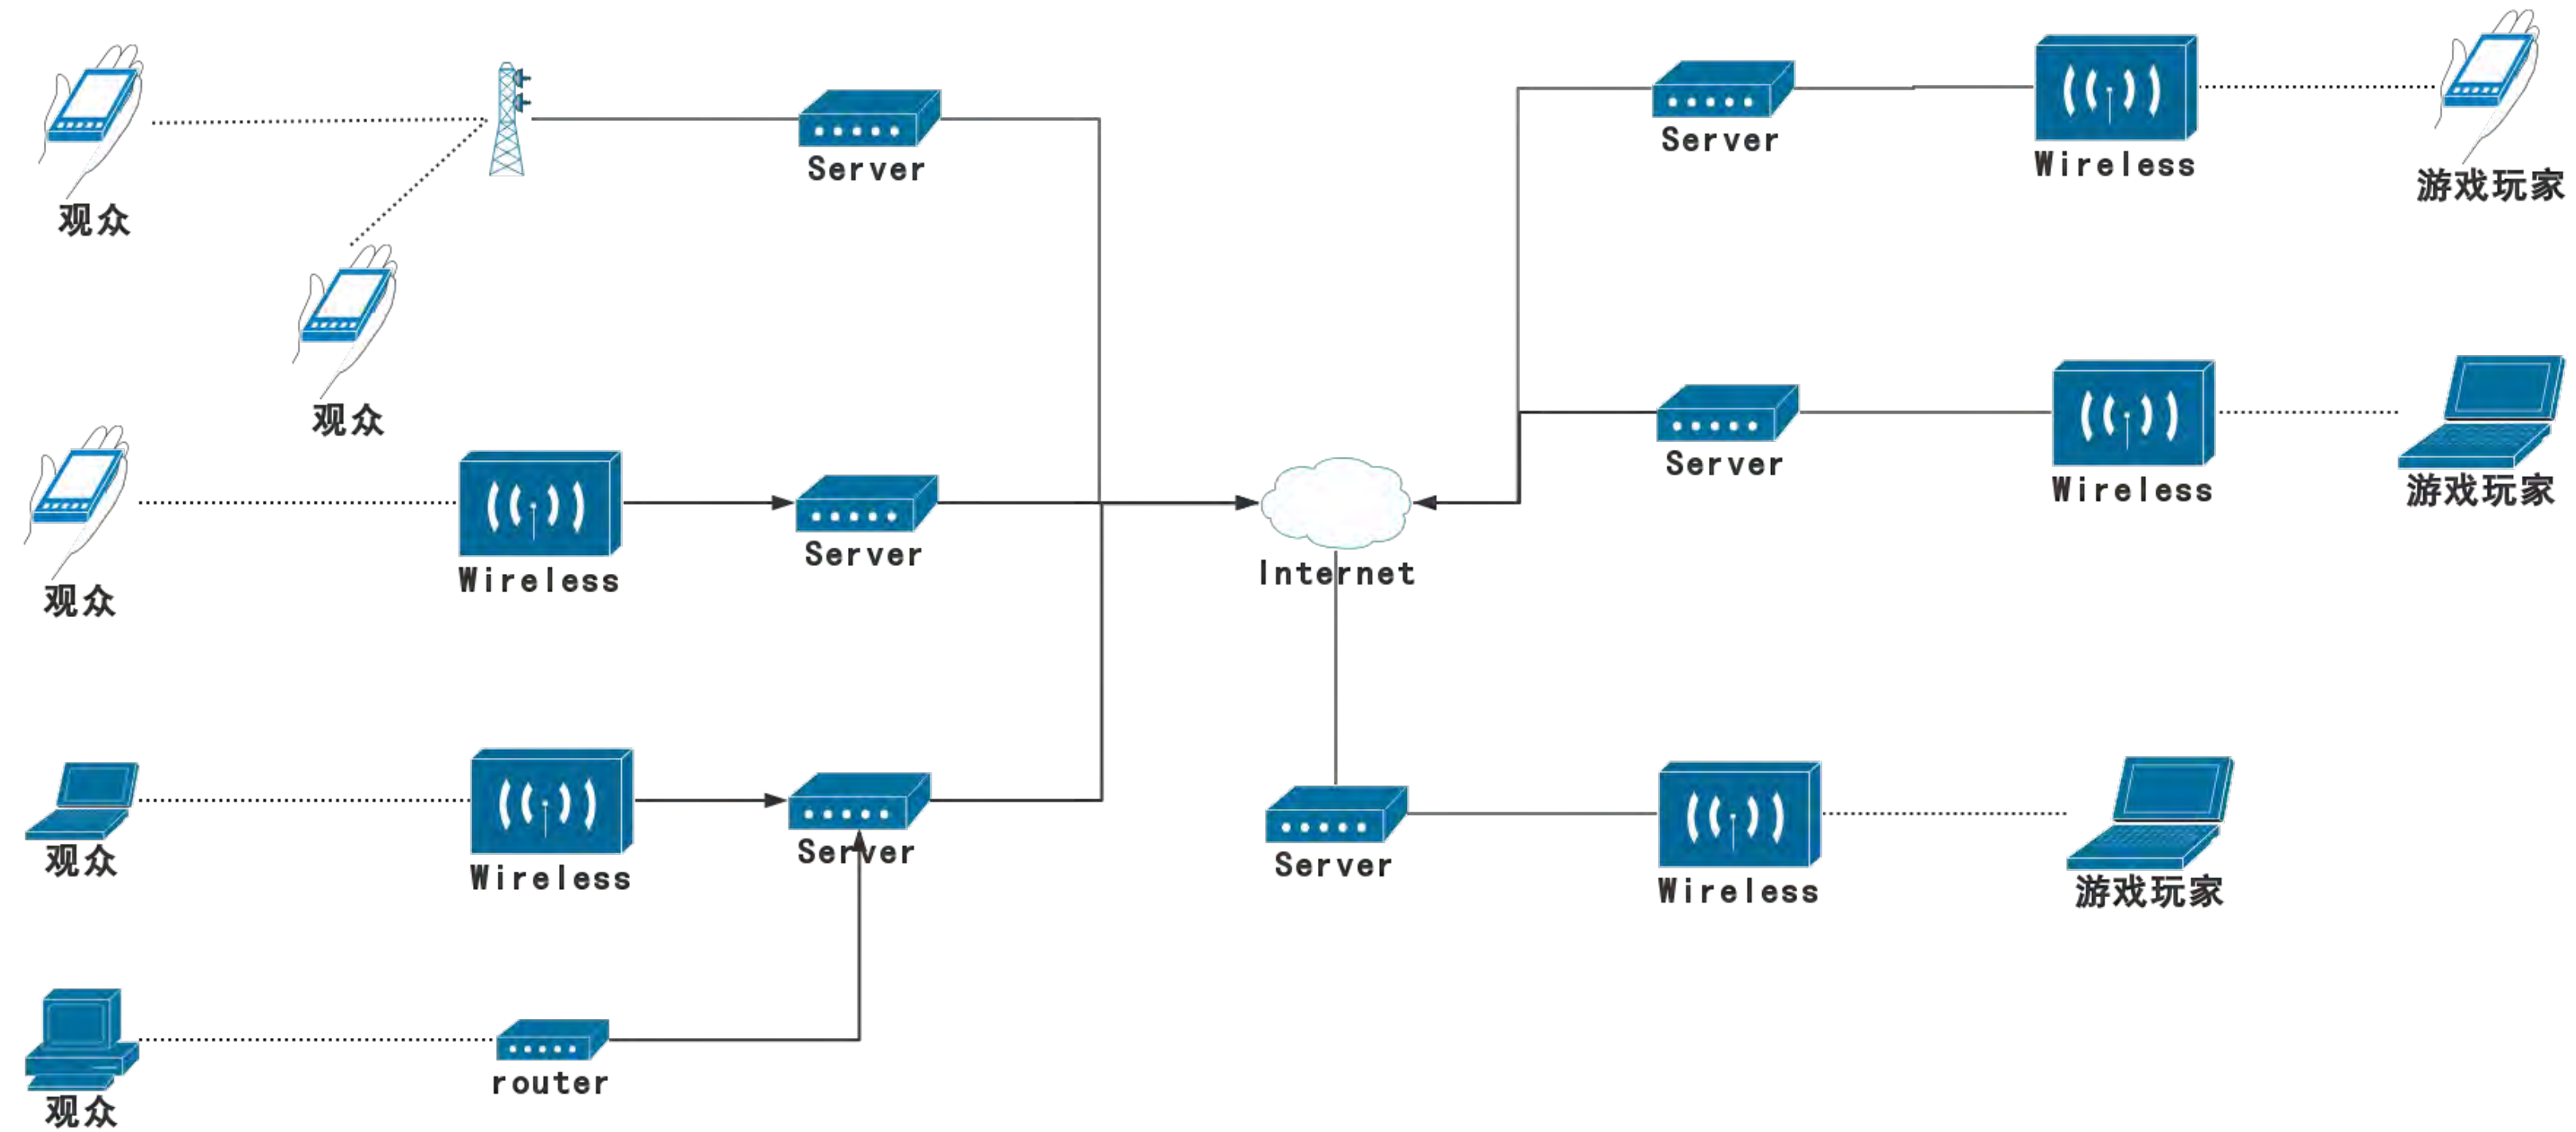 Server
Wireless
游戏玩家
Server
Wireless
游戏玩家
观众
Server
观众
观众
Wireless
Server
Internet
观众
Wireless
Server
Server
Wireless
游戏玩家
观众
router